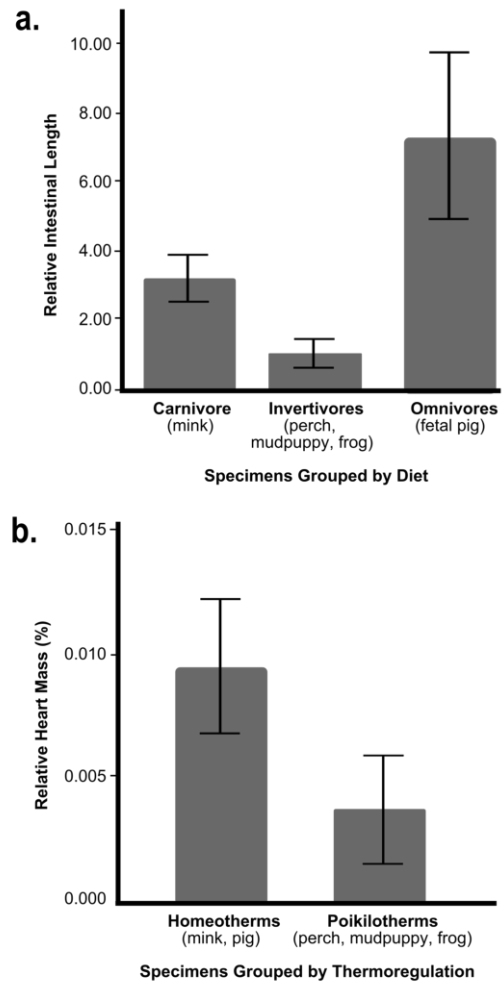 a.
10.00
8.00
6.00
4.00
2.00
0.00
Relative Intestinal Length
Carnivore Invertivores Omnivores
(mink) (perch, (fetal pig)
mudpuppy, frog)
Specimens Grouped by Diet
b.
0.015
0.010
0.005
0.000
Relative Heart Mass (%)
Homeotherms Poikilotherms
(mink, pig) (perch, mudpuppy, frog)
Specimens Grouped by Thermoregulation